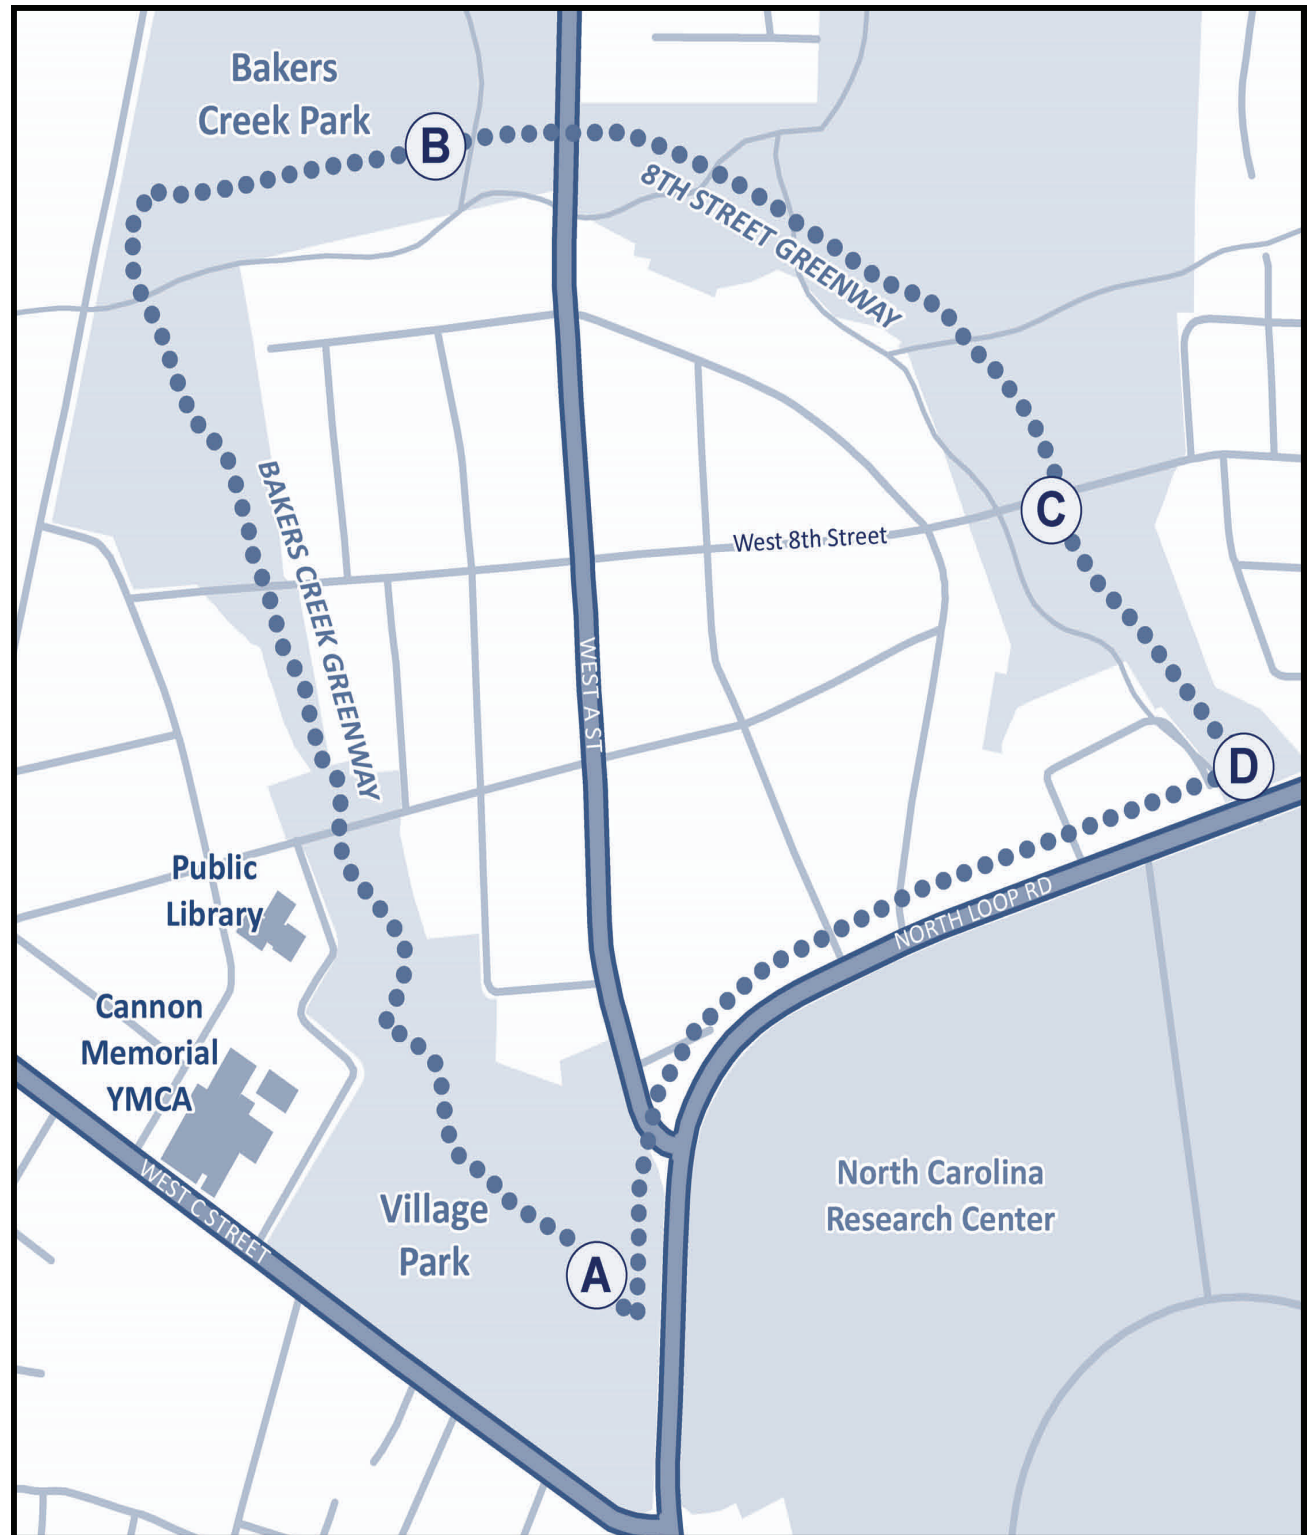 Bakers
Creek Park
B
8TH STREET GREENWAY
BAKERS CREEK GREENWAY
C
West 8th Street
WEST A ST
D
Public
Library
NORTH LOOP RD
Cannon
Memorial
YMCA
WEST C STREET
Village
Park
A
North Carolina
Research Center